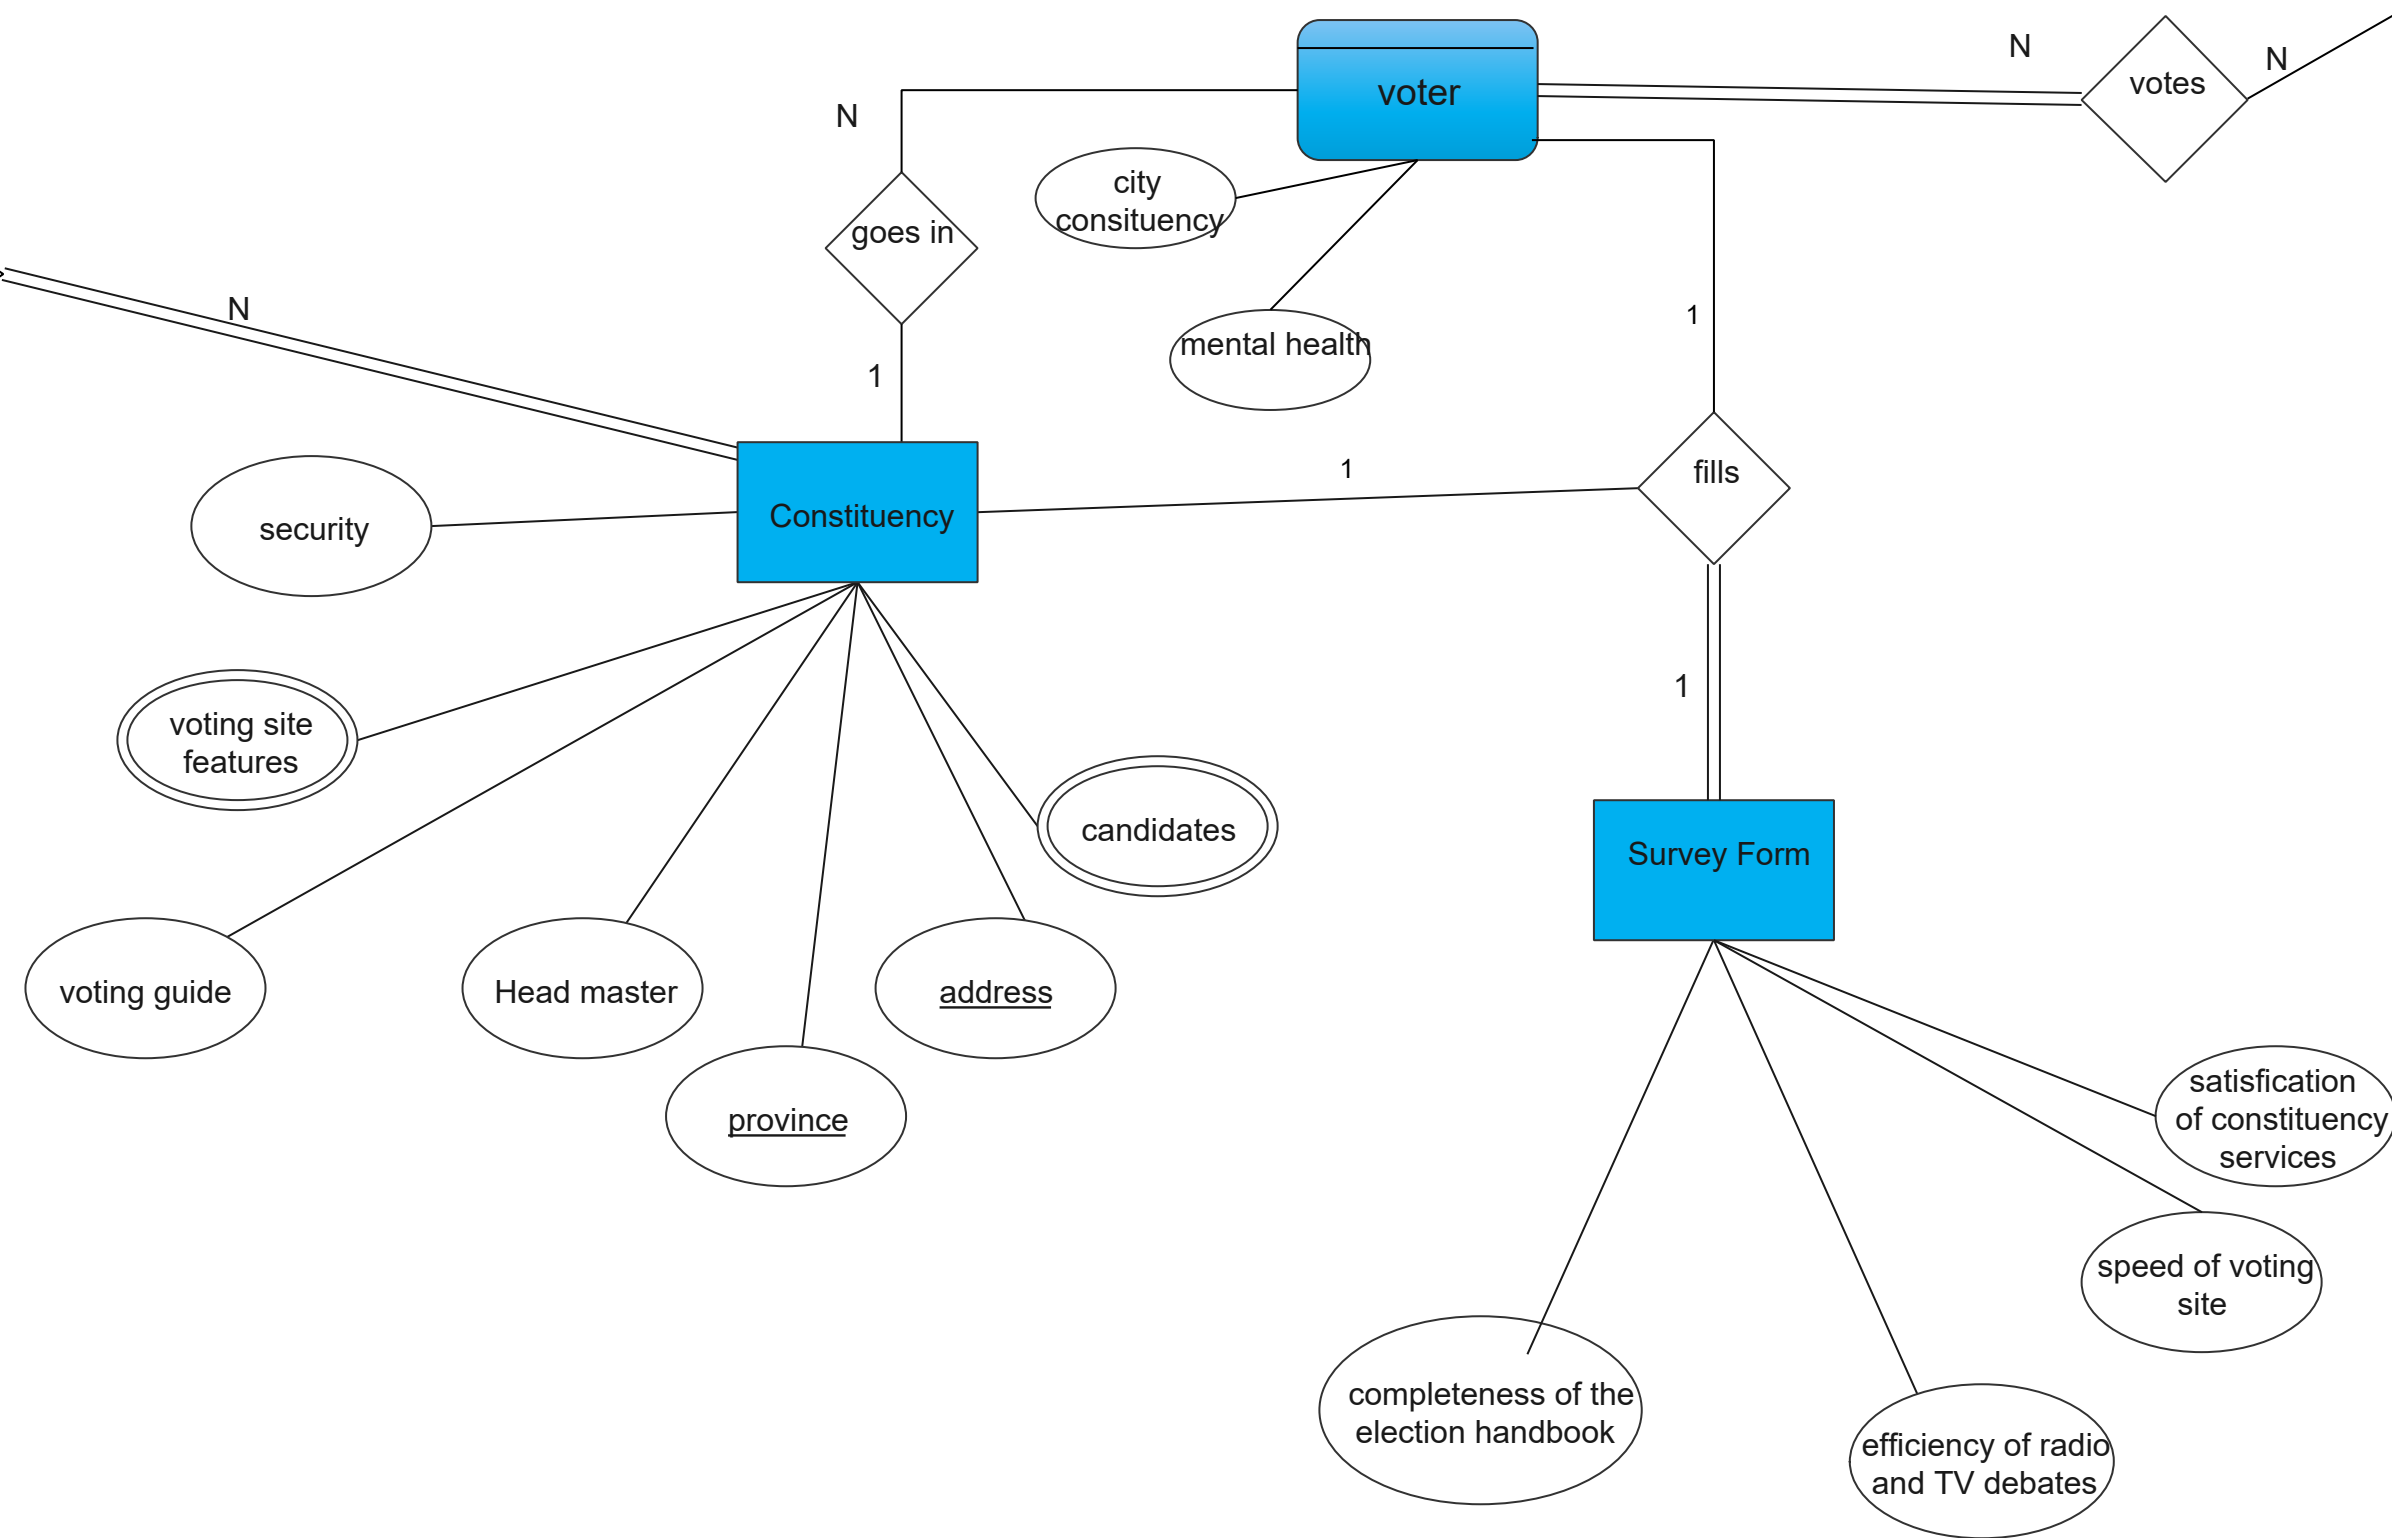 N
votes
N
voter
N
city
consituency
goes in
N
1
mental health
1
1
fills
security
Constituency
1
voting site
features
candidates
Survey Form
voting guide
Head master
address
province
satisfication
of constituency
services
speed of voting
site
completeness of the
election handbook
efficiency of radio
and TV debates